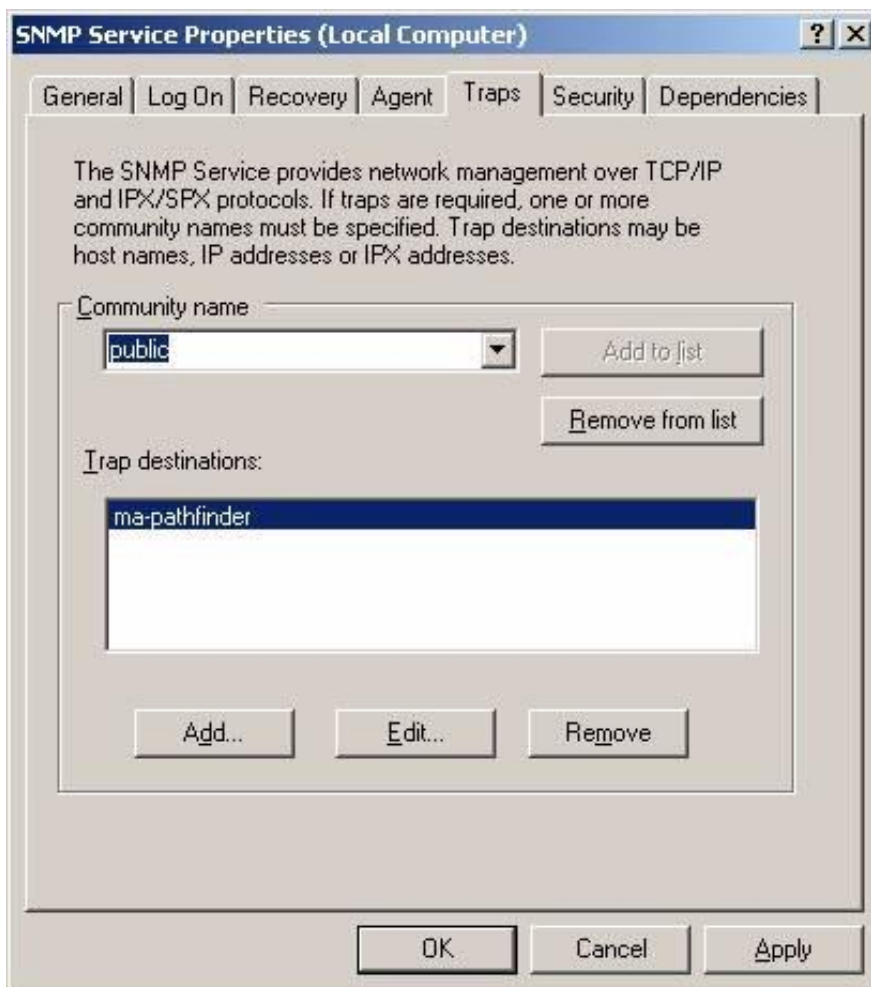 SNMP Service Properties (Local Computer)
General Log On Recovery Agent Traps Security Dependencies
The SNMP Service provides network management over TCP/IP
and IPX/SPX protocols. If traps are required, one or more
community names must be specified. Trap destinations may be
host names, IP addresses or IPX addresses.
Community name
public
Add to list
Remove from list
Trap destinations:
ma-pathfinder
Add... Edit... Remove
OK Cancel Apply